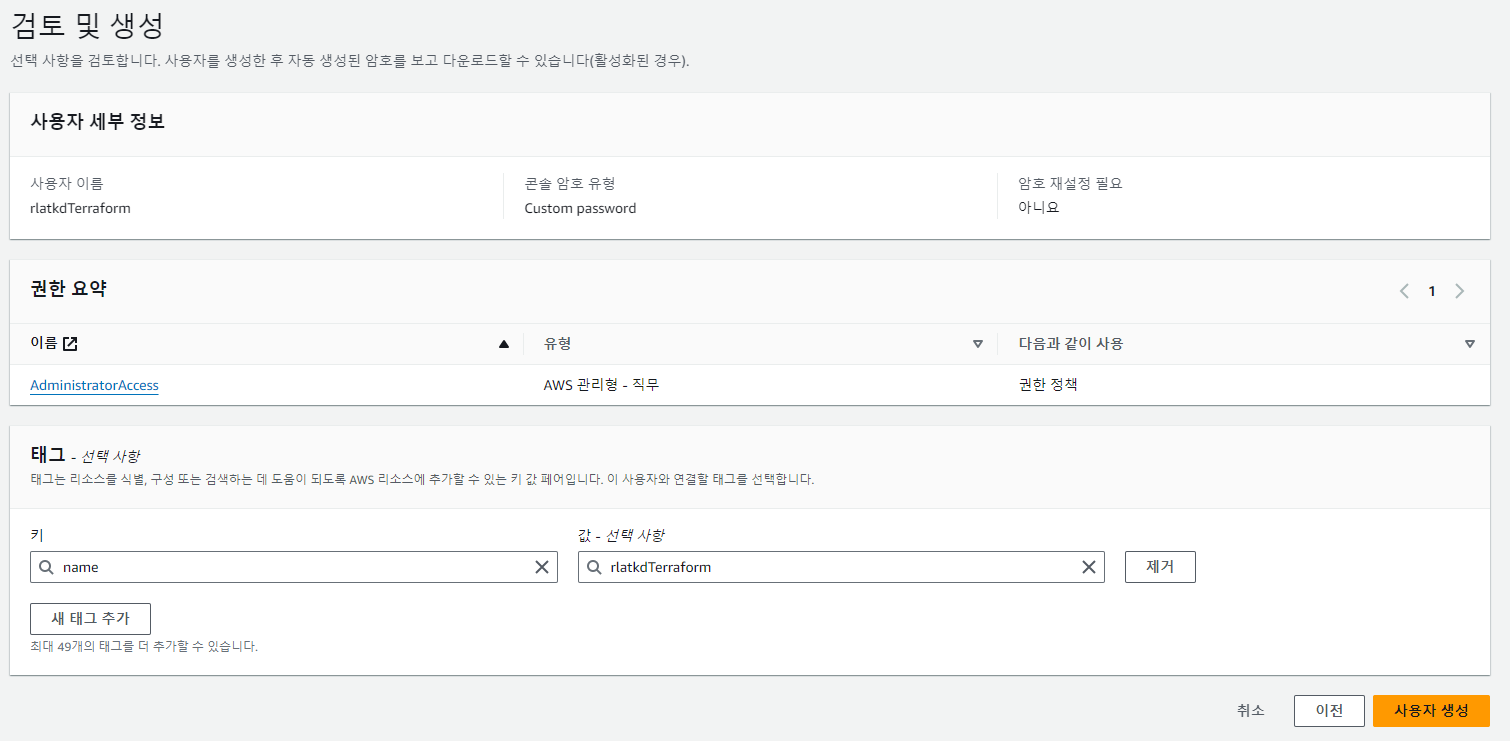 검토 및 생성
선택 사항을 검토합니다. 사용자를 생성한 후 자동 생성된 암호를 보고 다운로드할 수 있습니다(활성화된 경우).
사용자 세부 정보
사용자 이름
rlatkdTerraform
콘솔 암호 유형
Custom password
암호 재설정 필요
아니요
권한 요약
1
이름
유형
다음과 같이 사용
AdministratorAccess
AWS 관리형 - 직무
권한 정책
태그 - 선택 사항
태그는 리소스를 식별, 구성 또는 검색하는 데 도움이 되도록 AWS 리소스에 추가할 수 있는 키 값 페어입니다. 이 사용자와 연결할 태그를 선택합니다.
키
값 - 선택 사항
name
rlatkdTerraform
제거
새 태그 추가
최대 49개의 태그를 더 추가할 수 있습니다.
취소
이전
사용자 생성